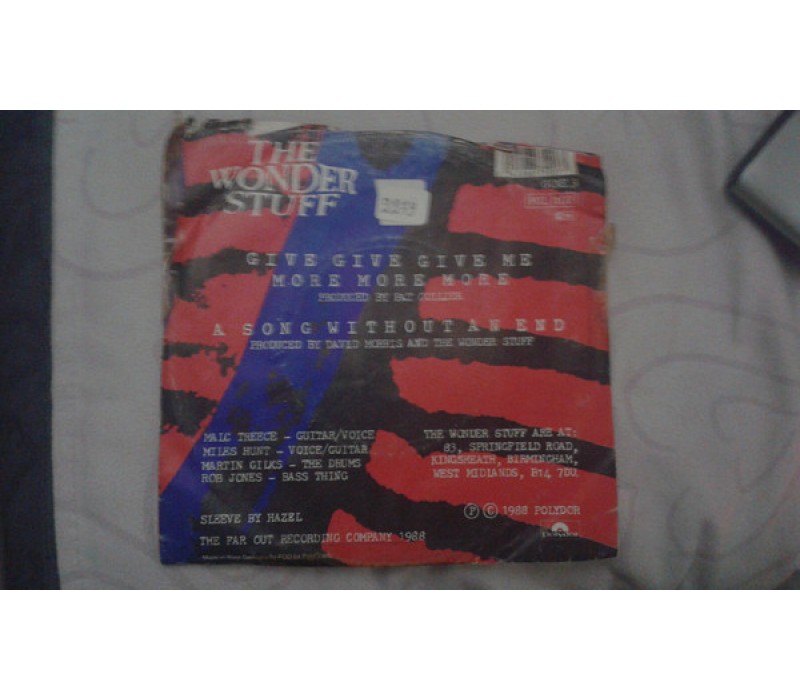 THE
WONDER
STUFF
GIVE GIVE GIVE ME
MORE MORE MORE
PRODUCED BY PAT COLLIER
A SONG WITHOUT AN END
PRODUCED BY DAVID MORRIS AND THE WONDER STUFF
MALC TREECE - GUITAR/VOICE
MILES HUNT - VOICE/GUITAR
MARTIN GILKS - THE DRUMS
ROB JONES - BASS THING
THE WONDER STUFF ARE AT:
83, SPRINGFIELD ROAD,
KINGSHEATH, BIRMINGHAM,
WEST MIDLANDS, B14 7DU
SLEEVE BY HAZEL
THE FAR OUT RECORDING COMPANY 1988
Ⓟ © 1988 POLYDOR
polydor